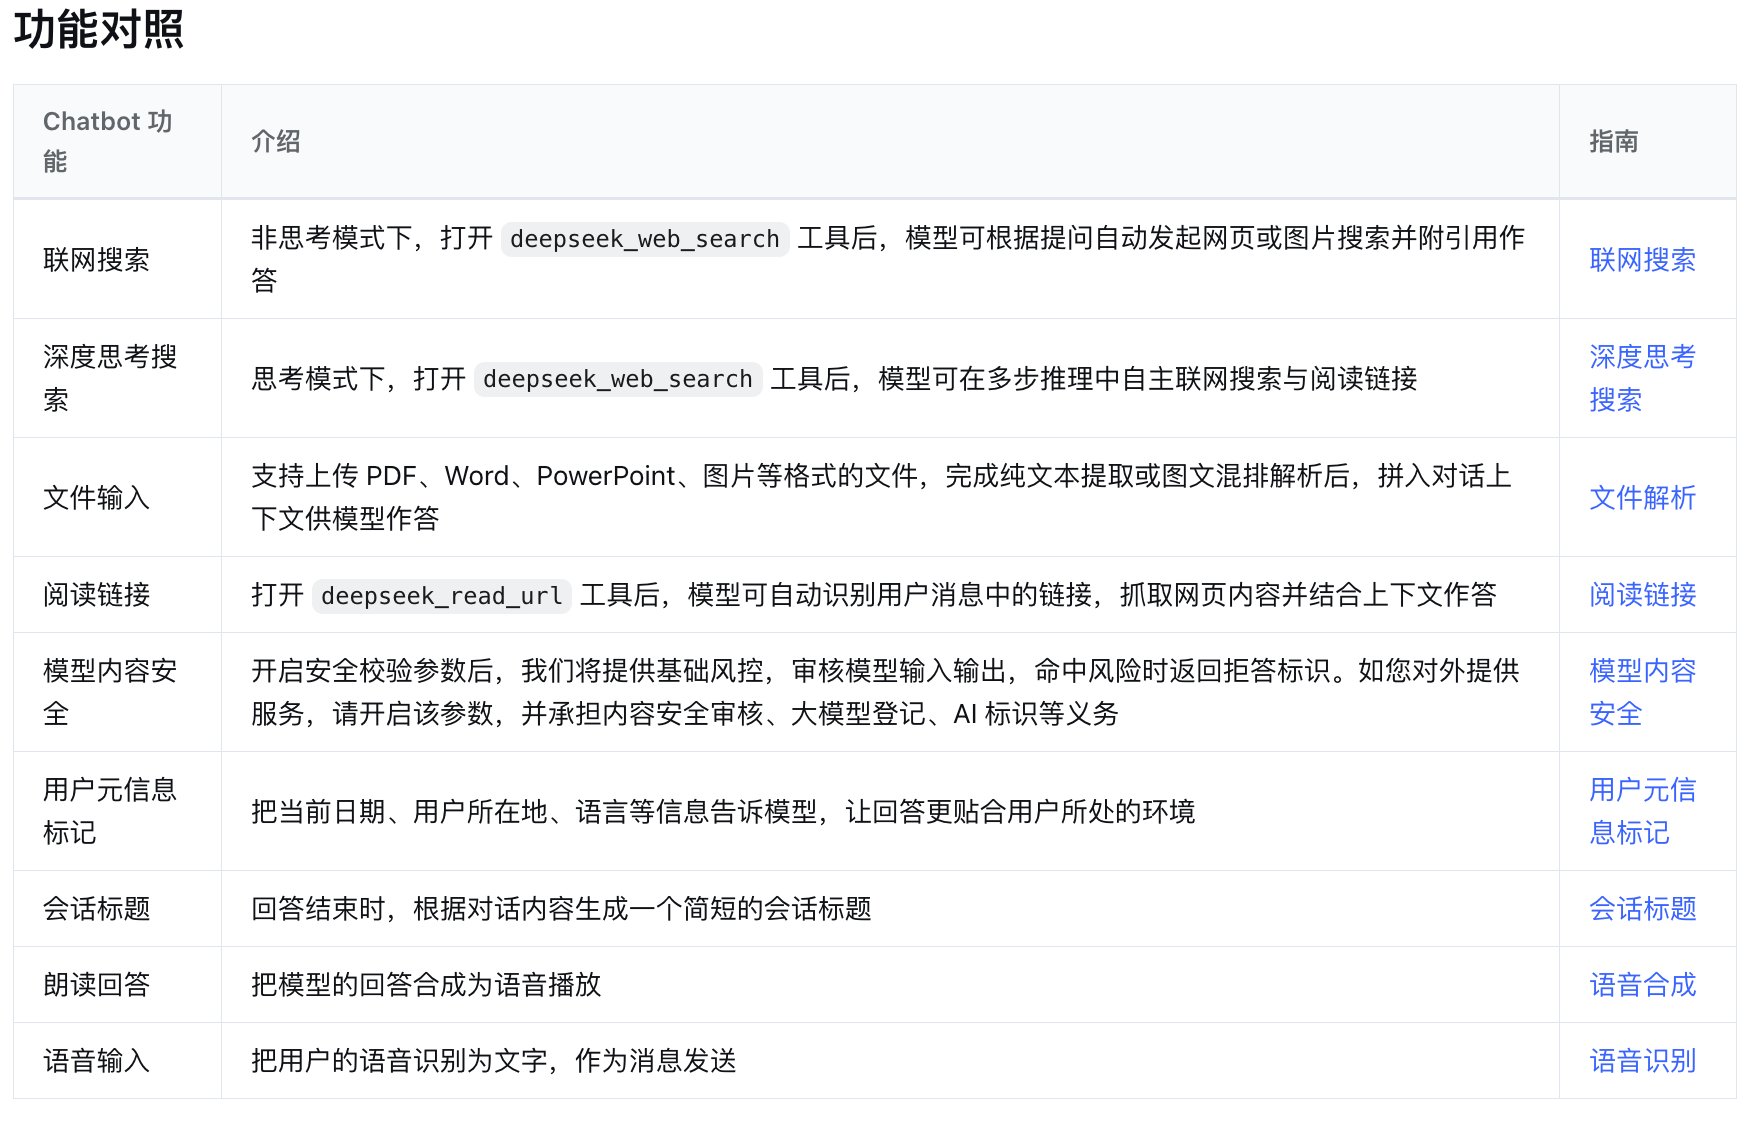 功能对照
Chatbot 功
能
介绍
指南
联网搜索
非思考模式下，打开 deepseek_web_search 工具后，模型可根据提问自动发起网页或图片搜索并附引用作
答
联网搜索
深度思考搜
索
思考模式下，打开 deepseek_web_search 工具后，模型可在多步推理中自主联网搜索与阅读链接
深度思考
搜索
文件输入
支持上传 PDF、Word、PowerPoint、图片等格式的文件，完成纯文本提取或图文混排解析后，拼入对话上
下文供模型作答
文件解析
阅读链接
打开 deepseek_read_url 工具后，模型可自动识别用户消息中的链接，抓取网页内容并结合上下文作答
阅读链接
模型内容安
全
开启安全校验参数后，我们将提供基础风控，审核模型输入输出，命中风险时返回拒答标识。如您对外提供
服务，请开启该参数，并承担内容安全审核、大模型登记、AI 标识等义务
模型内容
安全
用户元信息
标记
把当前日期、用户所在地、语言等信息告诉模型，让回答更贴合用户所处的环境
用户元信
息标记
会话标题
回答结束时，根据对话内容生成一个简短的会话标题
会话标题
朗读回答
把模型的回答合成为语音播放
语音合成
语音输入
把用户的语音识别为文字，作为消息发送
语音识别